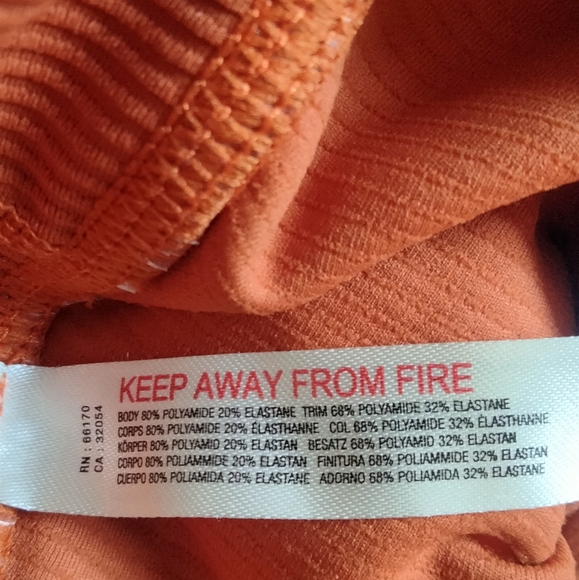 KEEP AWAY FROM FIRE
BODY 80% POLYAMIDE 20% ELASTANE TRIM 68% POLYAMIDE 32% ELASTANE
CORPS 80% POLYAMIDE 20% ÉLASTHANNE COL 68% POLYAMIDE 32% ÉLASTHANNE
KÖRPER 80% POLYAMID 20% ELASTAN BESATZ 68% POLYAMID 32% ELASTAN
CORPO 80% POLIAMMIDE 20% ELASTAN FINITURA 68% POLIAMMIDE 32% ELASTAN
CUERPO 80% POLIAMIDA 20% ELASTANE ADORNO 68% POLIAMIDA 32% ELASTANE
RN : 66170
CA : 32054